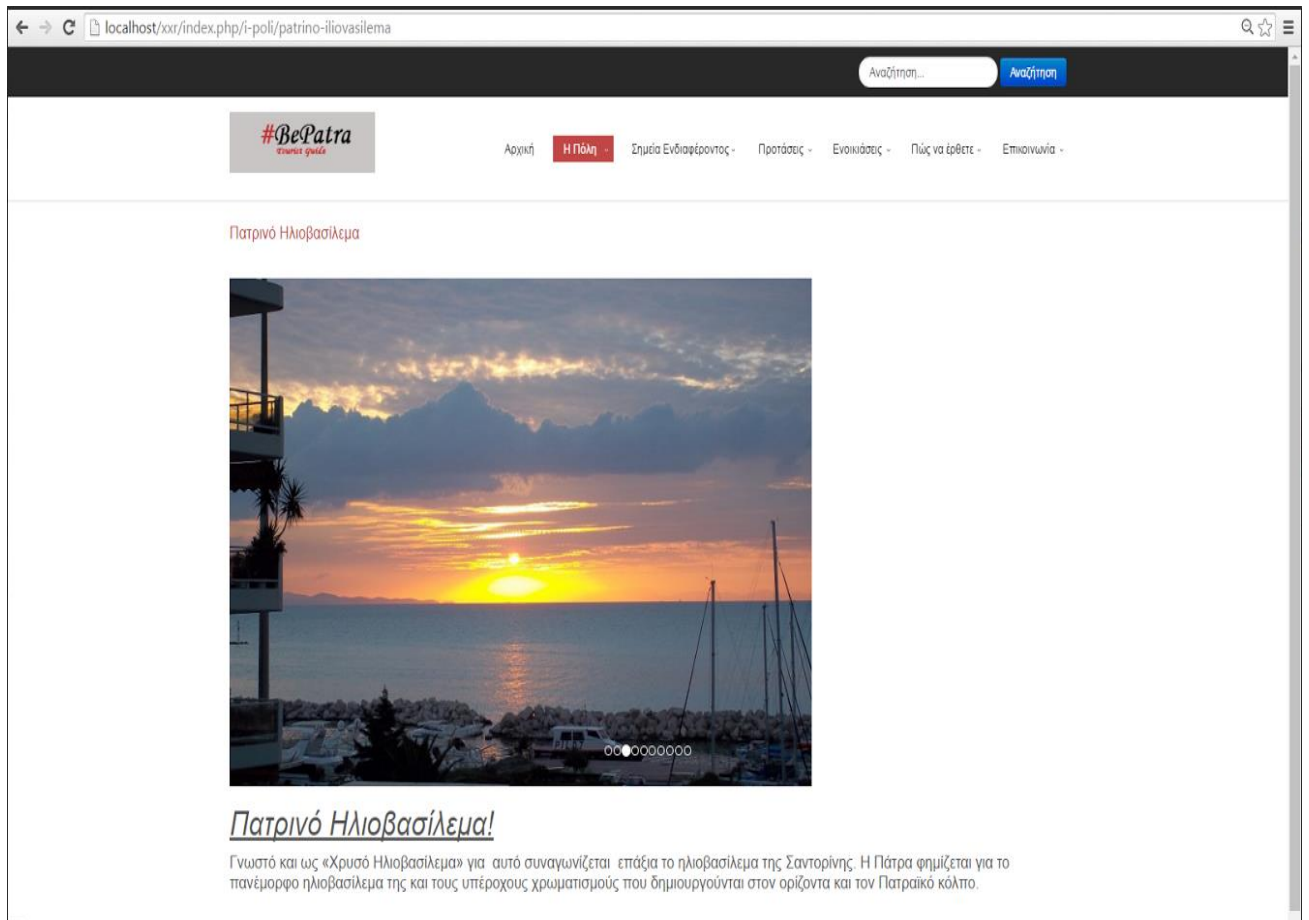 localhost/xxr/index.php/i-poli/patrino-iliovasilema
Αναζήτηση... Αναζήτηση
#BePatra
Tourist Guide
Αρχική Η Πόλη Σημεία Ενδιαφέροντος Προτάσεις Ενοικιάσεις Πώς να έρθετε Επικοινωνία
Πατρινό Ηλιοβασίλεμα
Πατρινό Ηλιοβασίλεμα!
Γνωστό και ως «Χρυσό Ηλιοβασίλεμα» για αυτό συναγωνίζεται επάξια το ηλιοβασίλεμα της Σαντορίνης. Η Πάτρα φημίζεται για το
πανέμορφο ηλιοβασίλεμα της και τους υπέροχους χρωματισμούς που δημιουργούνται στον ορίζοντα και τον Πατραϊκό κόλπο.